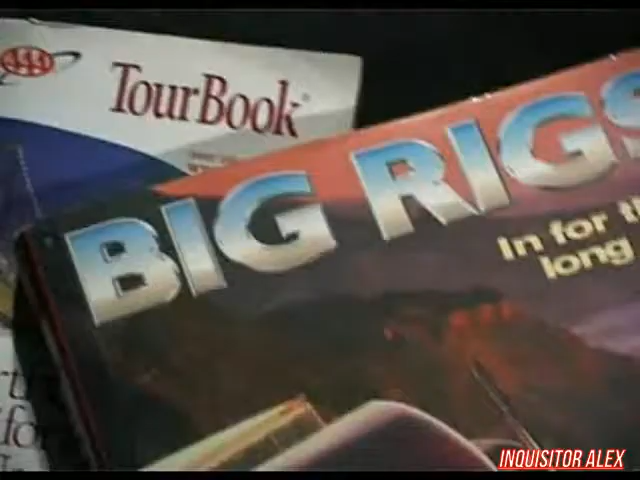 AAA
TourBook
BIG RIGS
In for th
long
INQUISITOR ALEX